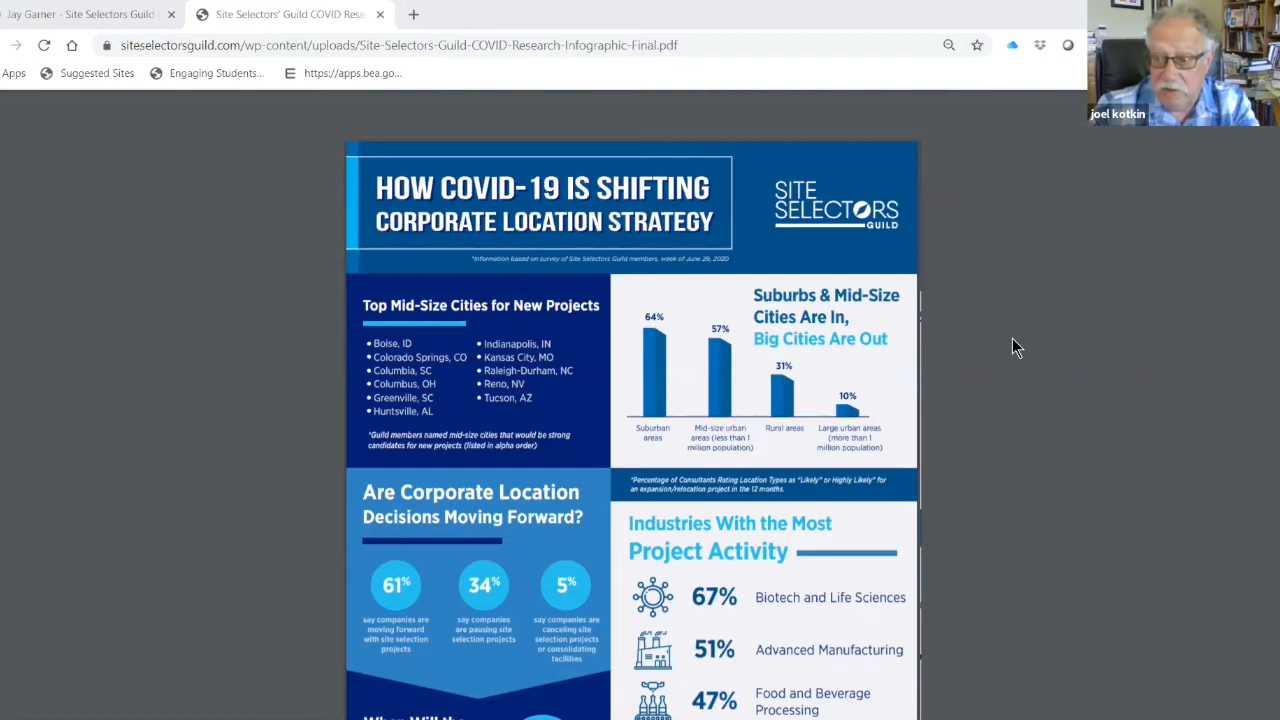 Jay Garner - Site Selectors Guild
Site Selectors' Guild COVID Rese
siteselectorsguild.com/wp-content/uploads/Site-Selectors-Guild-COVID-Research-Infographic-Final.pdf
Apps
Suggested Sites
Engaging Students...
https://apps.bea.go...
joel kotkin
HOW COVID-19 IS SHIFTING
CORPORATE LOCATION STRATEGY
*Information based on survey of Site Selectors Guild members, week of June 29, 2020
SITE
SELECTORS
GUILD
Top Mid-Size Cities for New Projects
• Boise, ID
• Colorado Springs, CO
• Columbia, SC
• Columbus, OH
• Greenville, SC
• Huntsville, AL
• Indianapolis, IN
• Kansas City, MO
• Raleigh-Durham, NC
• Reno, NV
• Tucson, AZ
*Guild members named mid-size cities that would be strong
candidates for new projects (listed in alpha order)
Suburbs & Mid-Size
Cities Are In,
Big Cities Are Out
64%
57%
31%
10%
Suburban
areas
Mid-size urban
areas (less than 1
million population)
Rural areas
Large urban areas
(more than 1
million population)
*Percentage of Consultants Rating Location Types as "Likely" or Highly Likely" for
an expansion/relocation project in the 12 months.
Are Corporate Location
Decisions Moving Forward?
61%
say companies are
moving forward
with site selection
projects
34%
say companies
are pausing site
selection projects
5%
say companies are
canceling site
selection projects
or consolidating
facilities
Industries With the Most
Project Activity
67% Biotech and Life Sciences
51% Advanced Manufacturing
47% Food and Beverage
Processing